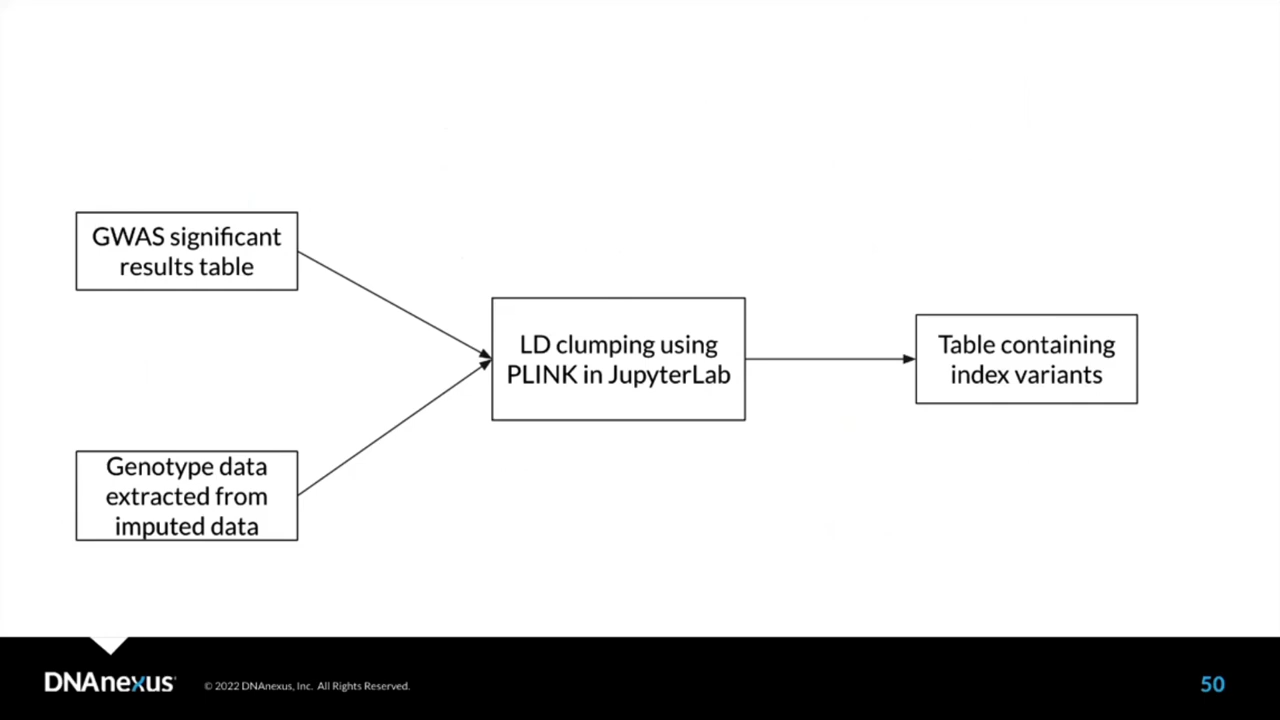 GWAS significant
results table
LD clumping using
PLINK in JupyterLab
Table containing
index variants
Genotype data
extracted from
imputed data
DNAnexus
© 2022 DNAnexus, Inc. All Rights Reserved.
50